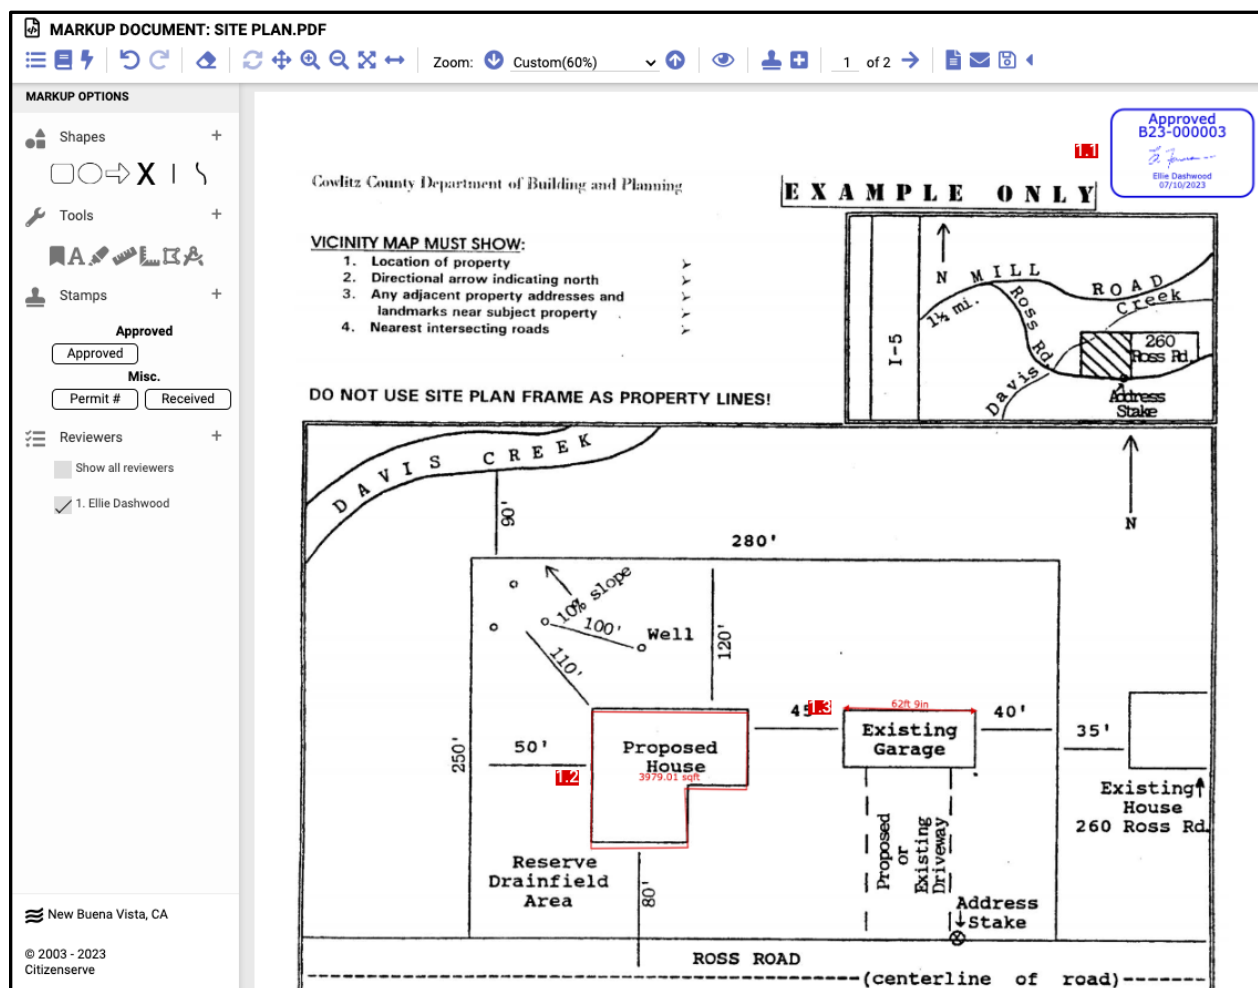 MARKUP DOCUMENT: SITE PLAN.PDF
Zoom: Custom(60%) 1 of 2
MARKUP OPTIONS
Shapes +
Tools +
Stamps +
Approved
Approved
Misc.
Permit # Received
Reviewers +
Show all reviewers
1. Ellie Dashwood
New Buena Vista, CA
© 2003 - 2023
Citizenserve
1.1
Approved
B23-000003
Ellie Dashwood
07/10/2023
Cowlitz County Department of Building and Planning
EXAMPLE ONLY
VICINITY MAP MUST SHOW:
1. Location of property
2. Directional arrow indicating north
3. Any adjacent property addresses and
landmarks near subject property
4. Nearest intersecting roads
DO NOT USE SITE PLAN FRAME AS PROPERTY LINES!
N
MILL ROAD
Creek
1½ mi.
Ross Rd.
I-5
260
Ross Rd.
Davis
Address
Stake
DAVIS CREEK
90'
N
280'
10% slope
100'
Well
120'
110'
1.3
62ft 9in
45
40'
Existing
Garage
35'
50'
Proposed
House
250'
1.2
3979.01 sqft
Existing
House
260 Ross Rd.
Proposed
or
Existing
Driveway
Reserve
Drainfield
Area
80'
Address
Stake
ROSS ROAD
(centerline of road)